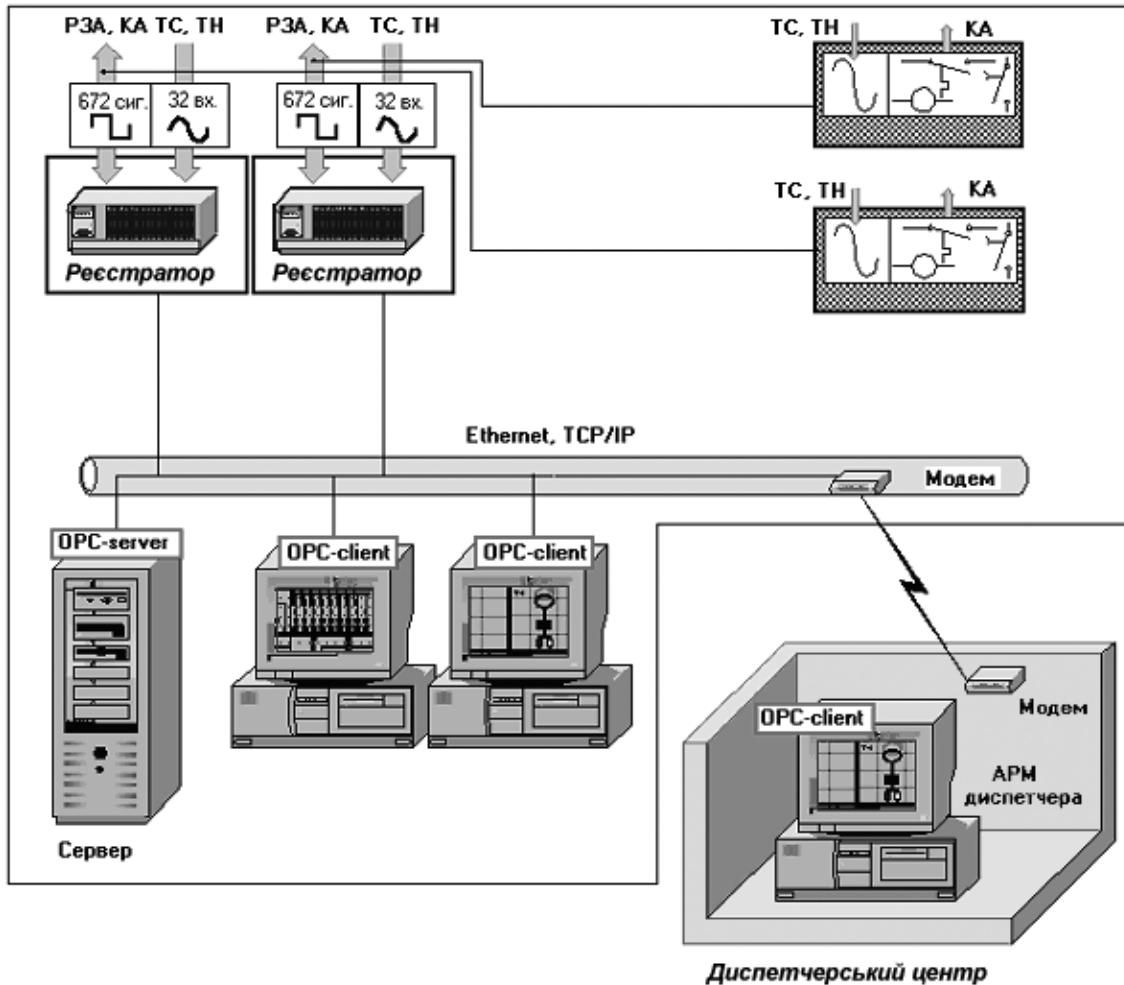 РЗА, КА ТС, ТН
РЗА, КА ТС, ТН
ТС, ТН КА
672 сиг. 32 вх.
672 сиг. 32 вх.
ТС, ТН КА
Реєстратор
Реєстратор
Ethernet, TCP/IP
Модем
OPC-server
OPC-client
OPC-client
Сервер
OPC-client
Модем
АРМ
диспетчера
Диспетчерський центр